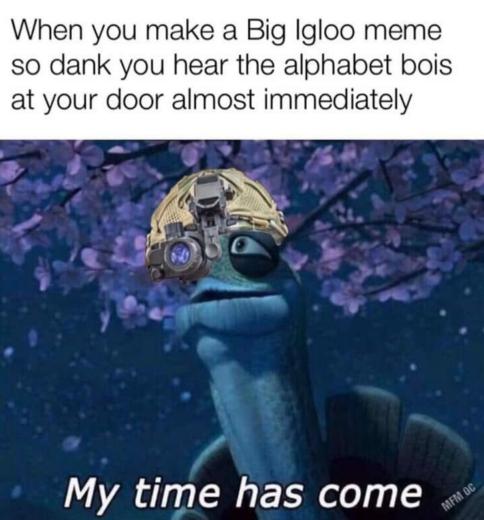 When you make a Big Igloo meme
so dank you hear the alphabet bois
at your door almost immediately
My time has come
MFM DC